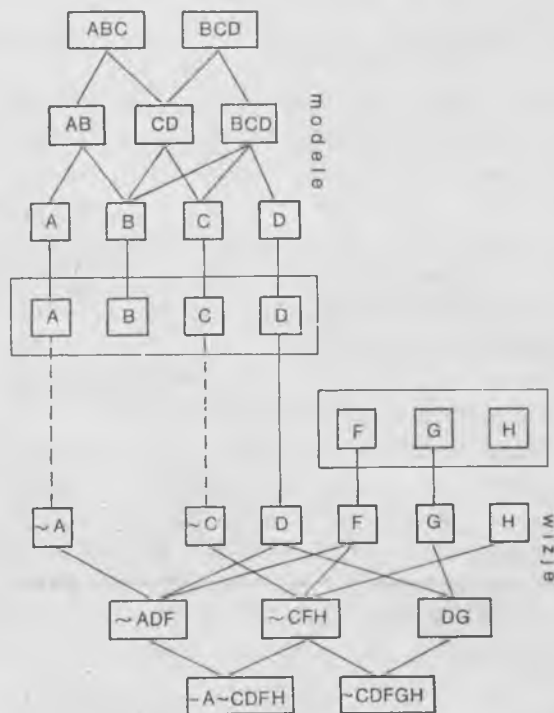 ABC BCD
AB CD BCD
modele
A B C D
A B C D
F G H
~A ~C D F G H
wizje
~ADF ~CFH DG
~A~CDFH ~CDFGH